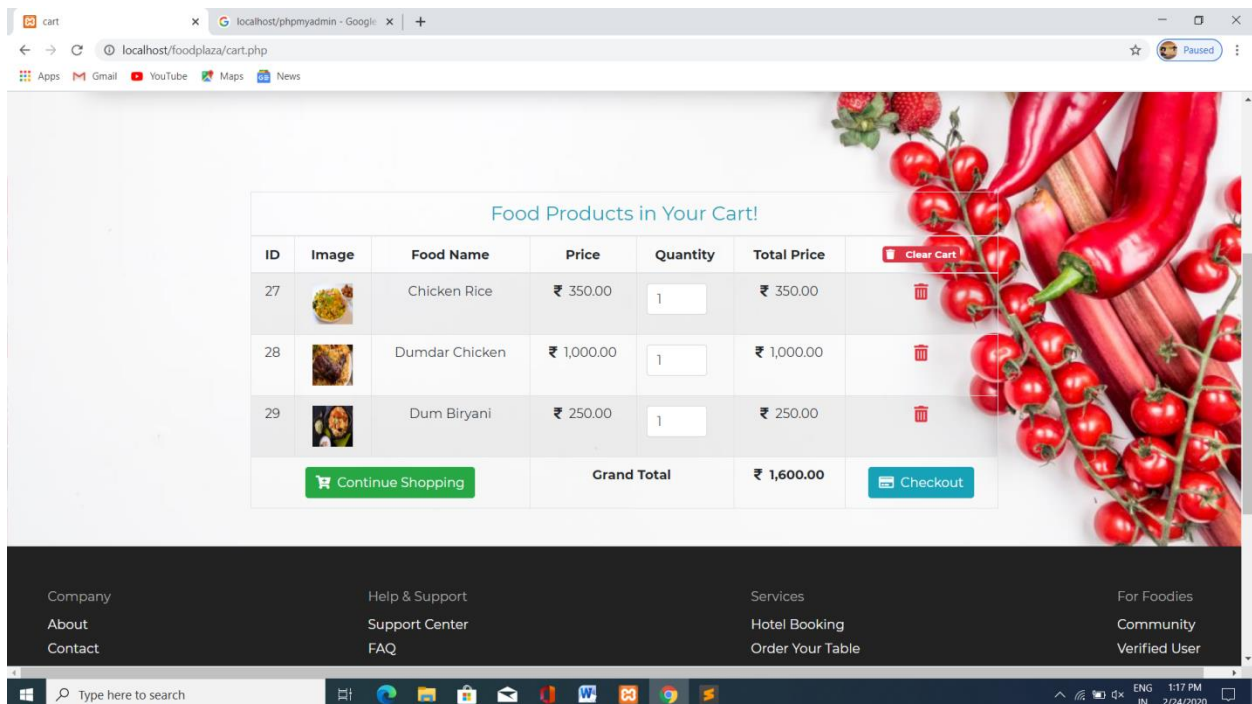 cart
localhost/phpmyadmin - Google
localhost/foodplaza/cart.php
Paused
Apps Gmail YouTube Maps News
Food Products in Your Cart!
ID Image Food Name Price Quantity Total Price Clear Cart
27 Chicken Rice ₹ 350.00 1 ₹ 350.00
28 Dumdar Chicken ₹ 1,000.00 1 ₹ 1,000.00
29 Dum Biryani ₹ 250.00 1 ₹ 250.00
Continue Shopping Grand Total ₹ 1,600.00 Checkout
Company Help & Support Services For Foodies
About Support Center Hotel Booking Community
Contact FAQ Order Your Table Verified User
Type here to search ENG 1:17 PM
IN 2/24/2020